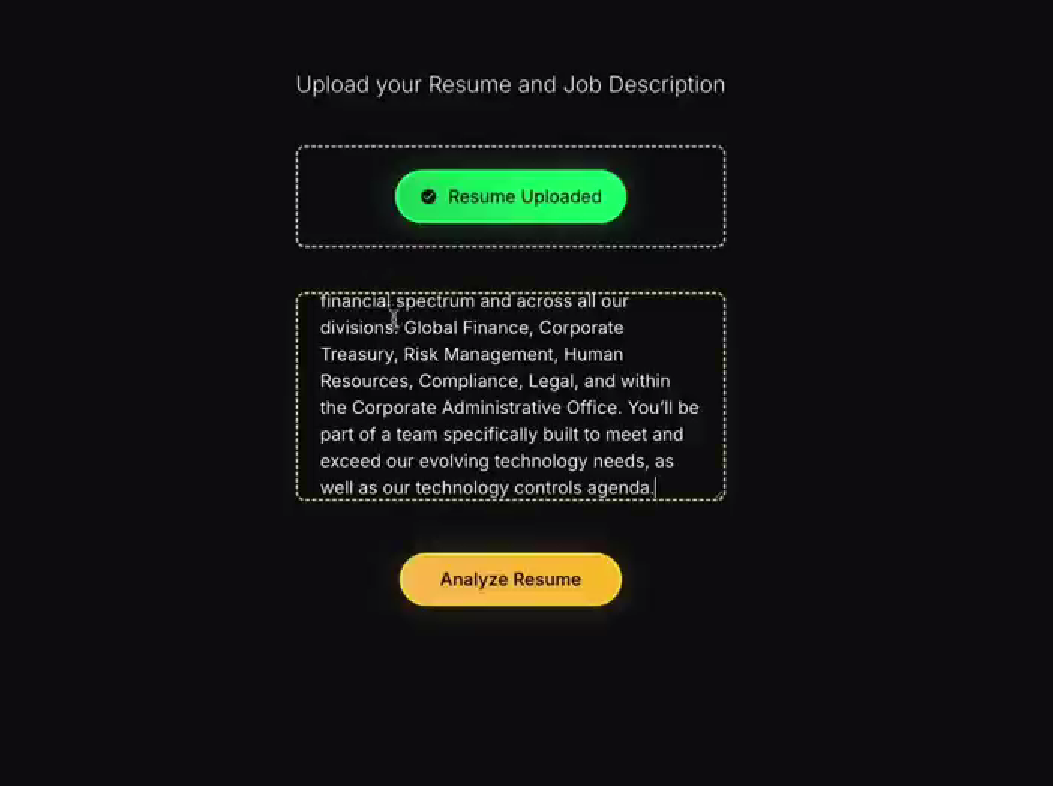 Upload your Resume and Job Description
Resume Uploaded
financial spectrum and across all our
divisions: Global Finance, Corporate
Treasury, Risk Management, Human
Resources, Compliance, Legal, and within
the Corporate Administrative Office. You’ll be
part of a team specifically built to meet and
exceed our evolving technology needs, as
well as our technology controls agenda.
Analyze Resume